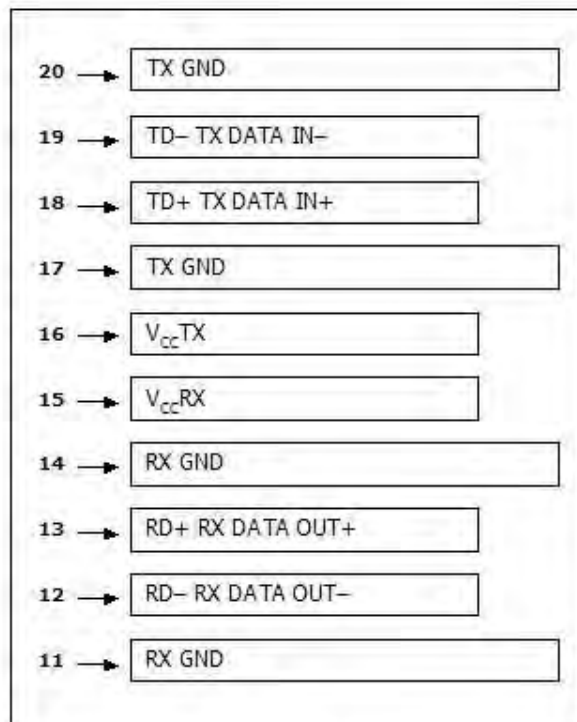 20 TX GND
19 TD− TX DATA IN−
18 TD+ TX DATA IN+
17 TX GND
16 VccTX
15 VccRX
14 RX GND
13 RD+ RX DATA OUT+
12 RD− RX DATA OUT−
11 RX GND